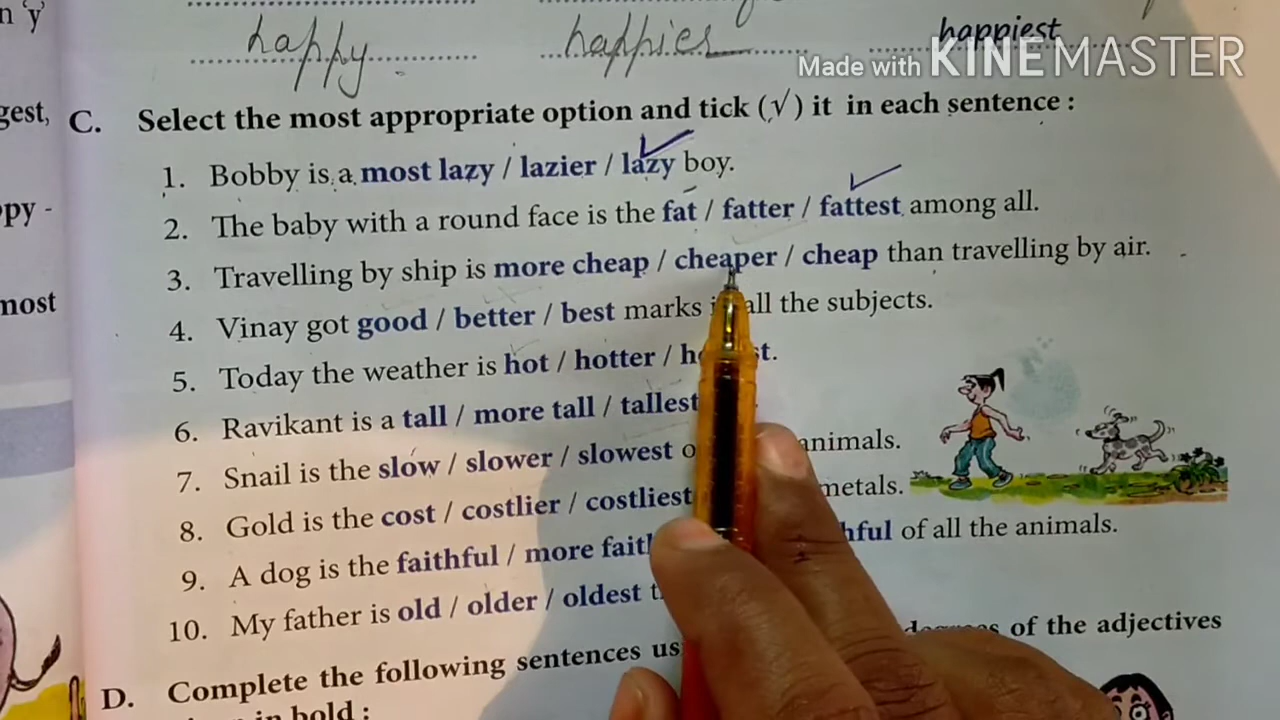 n 'y'
happy happier happiest
Made with KINEMASTER
gest,
C. Select the most appropriate option and tick (√) it in each sentence :
1. Bobby is a most lazy / lazier / lazy boy.
2. The baby with a round face is the fat / fatter / fattest among all.
ppy -
3. Travelling by ship is more cheap / cheaper / cheap than travelling by air.
most
4. Vinay got good / better / best marks all the subjects.
5. Today the weather is hot / hotter /
6. Ravikant is a tall / more tall / tallest
7. Snail is the slow / slower / slowest animals.
8. Gold is the cost / costlier / costliest metals.
9. A dog is the faithful / more of all the animals.
10. My father is old / older / oldest
D. Complete the following sentences of the adjectives
in bold :